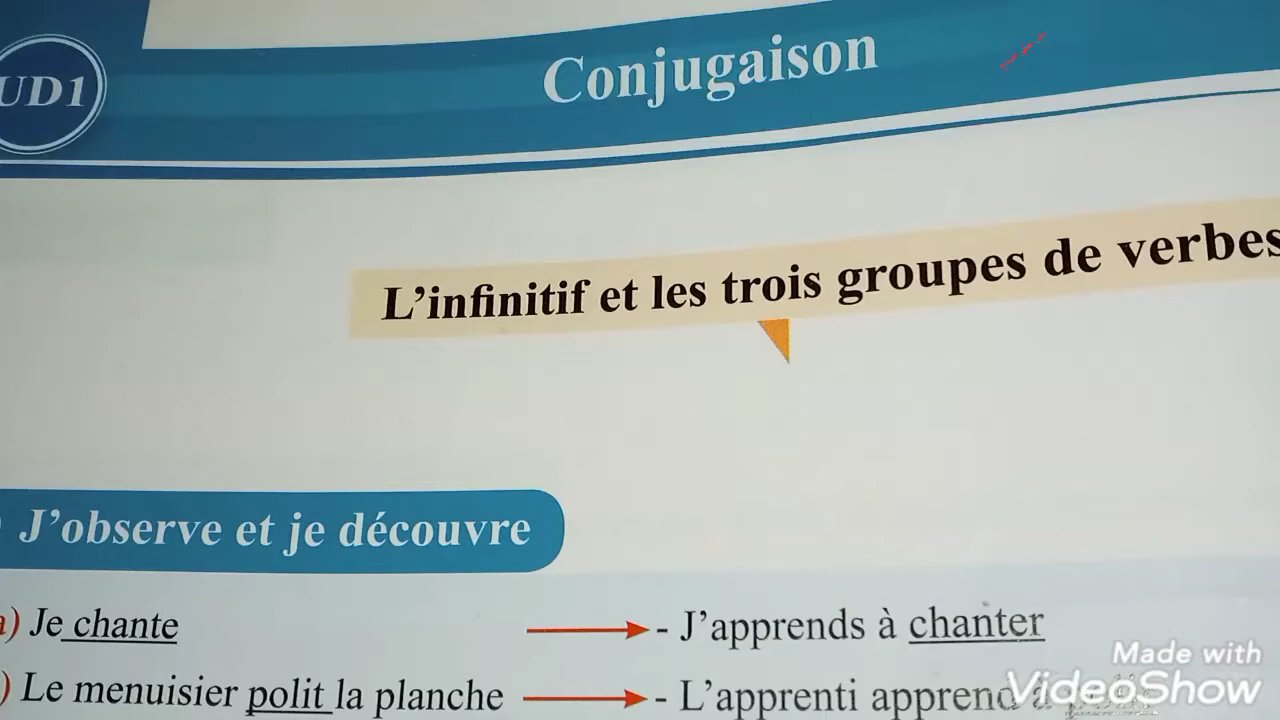 UD1
Conjugaison
L'infinitif et les trois groupes de verbes
J'observe et je découvre
a) Je chante - J'apprends à chanter
) Le menuisier polit la planche - L'apprenti apprend à
Made with
VideoShow